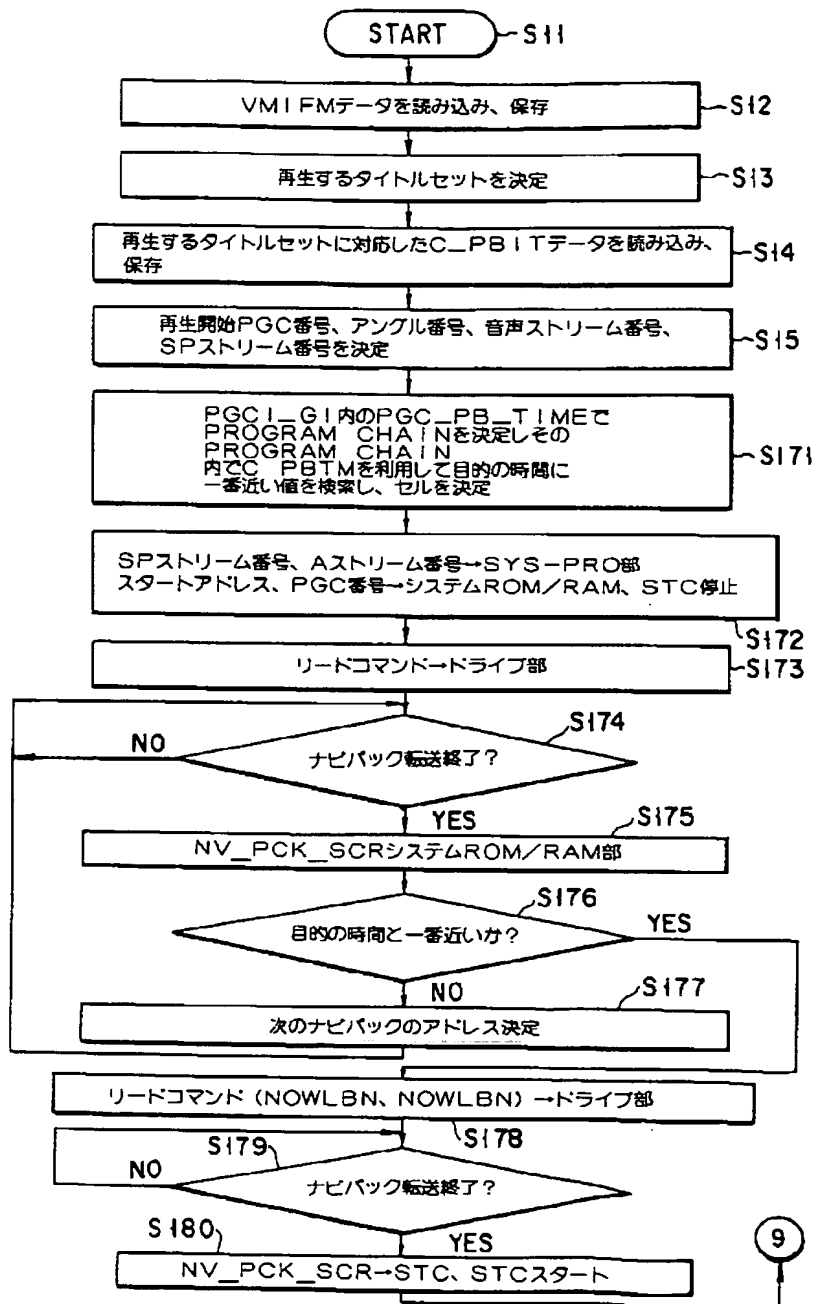 START
S11
VMIFMデータを読み込み、保存
S12
再生するタイトルセットを決定
S13
再生するタイトルセットに対応したC_PBITデータを読み込み、
保存
S14
再生開始PGC番号、アングル番号、音声ストリーム番号、
SPストリーム番号を決定
S15
PGCI_GI内のPGC_PB_TIMEで
PROGRAM CHAINを決定しその
PROGRAM CHAIN
内でC_PBTMを利用して目的の時間に
一番近い値を検索し、セルを決定
S171
SPストリーム番号、Aストリーム番号→SYS-PRO部
スタートアドレス、PGC番号→システムROM/RAM、STC停止
S172
リードコマンド→ドライブ部
S173
S174
NO
ナビパック転送終了?
YES
S175
NV_PCK_SCRシステムROM/RAM部
S176
目的の時間と一番近いか?
YES
NO
S177
次のナビパックのアドレス決定
リードコマンド(NOWLBN、NOWLBN)→ドライブ部
S178
S179
NO
ナビパック転送終了?
YES
S180
NV_PCK_SCR→STC、STCスタート
9